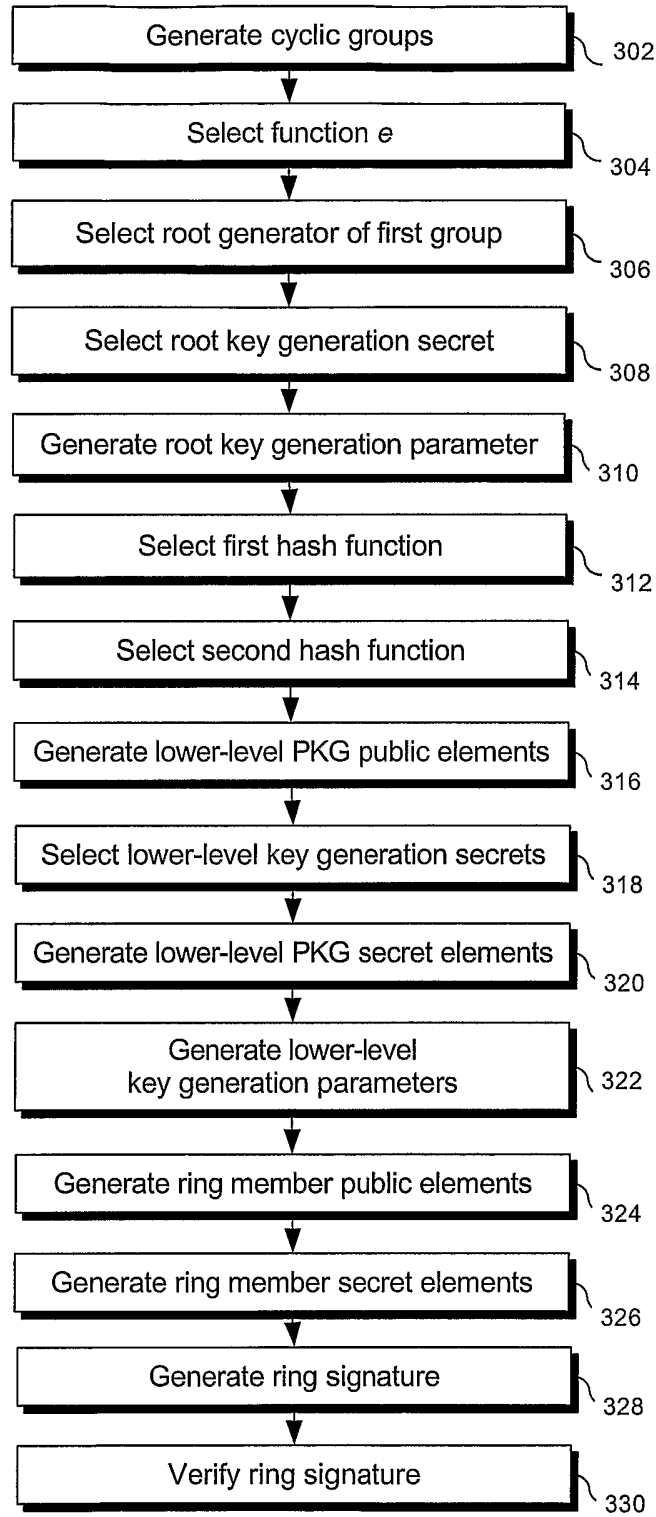 Generate cyclic groups
302
Select function e
304
Select root generator of first group
306
Select root key generation secret
308
Generate root key generation parameter
310
Select first hash function
312
Select second hash function
314
Generate lower-level PKG public elements
316
Select lower-level key generation secrets
318
Generate lower-level PKG secret elements
320
Generate lower-level
key generation parameters
322
Generate ring member public elements
324
Generate ring member secret elements
326
Generate ring signature
328
Verify ring signature
330